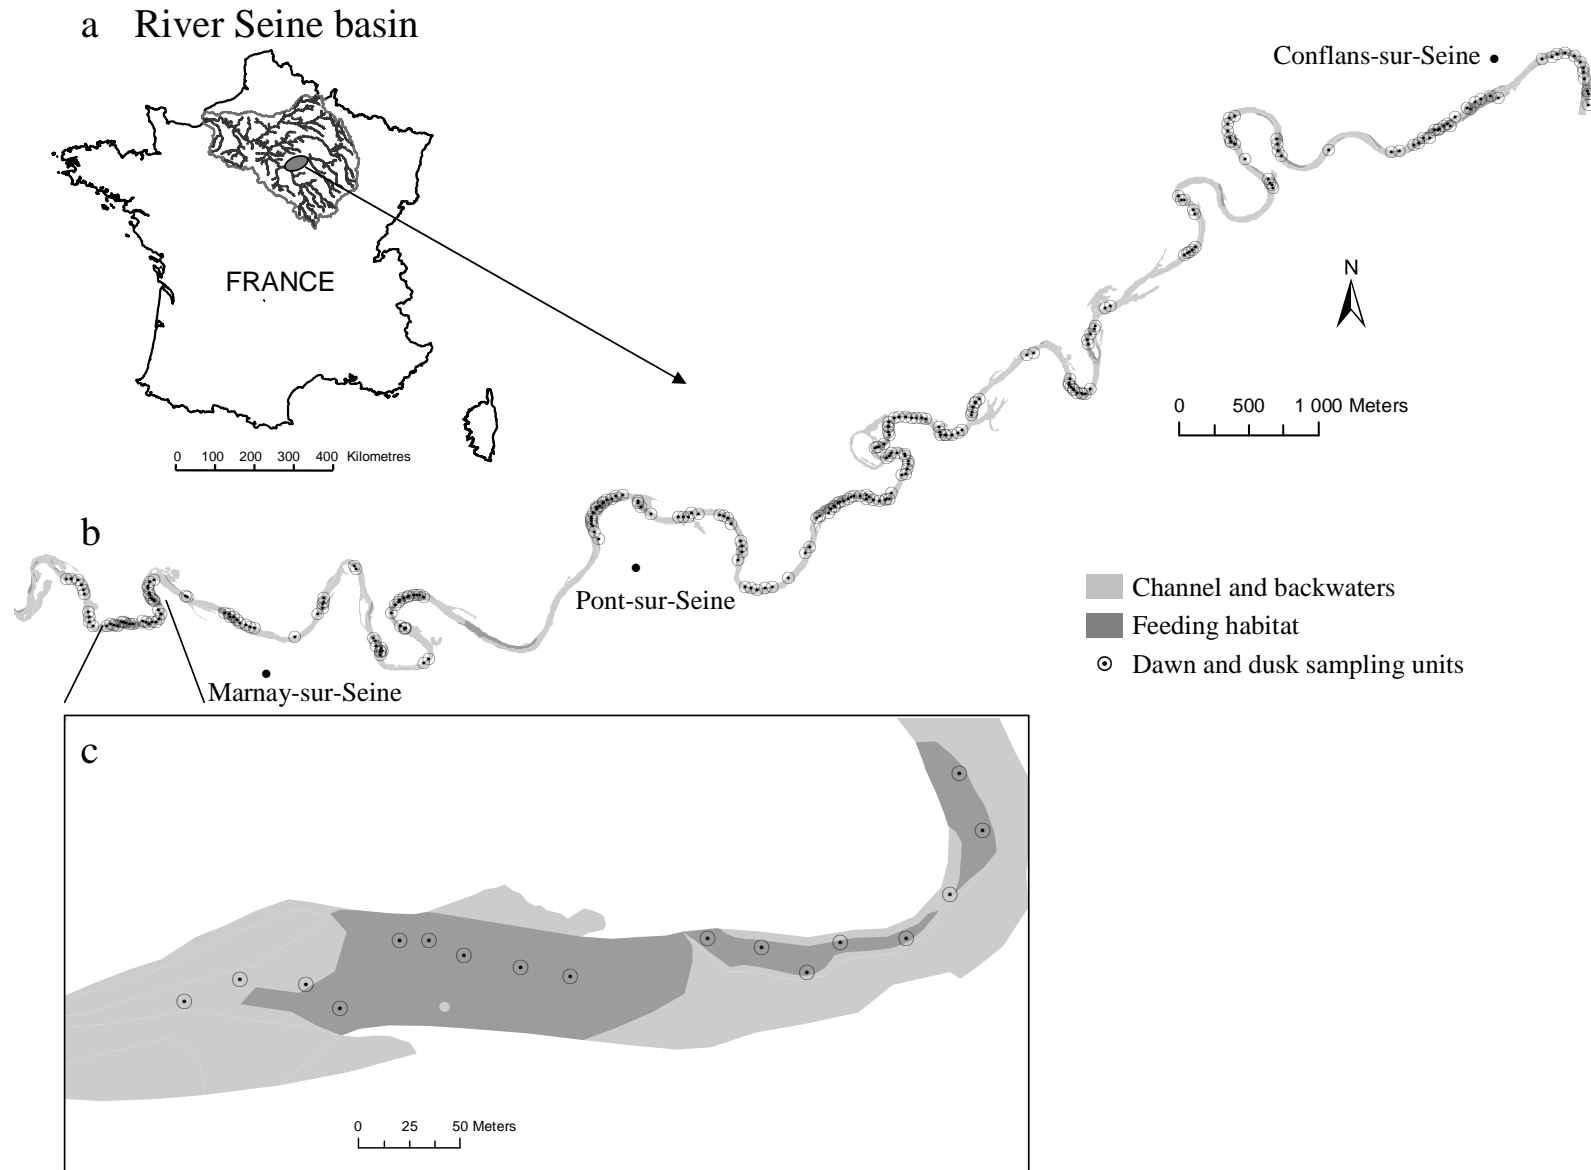 a River Seine basin
Conflans-sur-Seine
FRANCE
N
0 500 1 000 Meters
0 100 200 300 400 Kilometres
b
Pont-sur-Seine
Marnay-sur-Seine
Channel and backwaters
Feeding habitat
Dawn and dusk sampling units
c
0 25 50 Meters